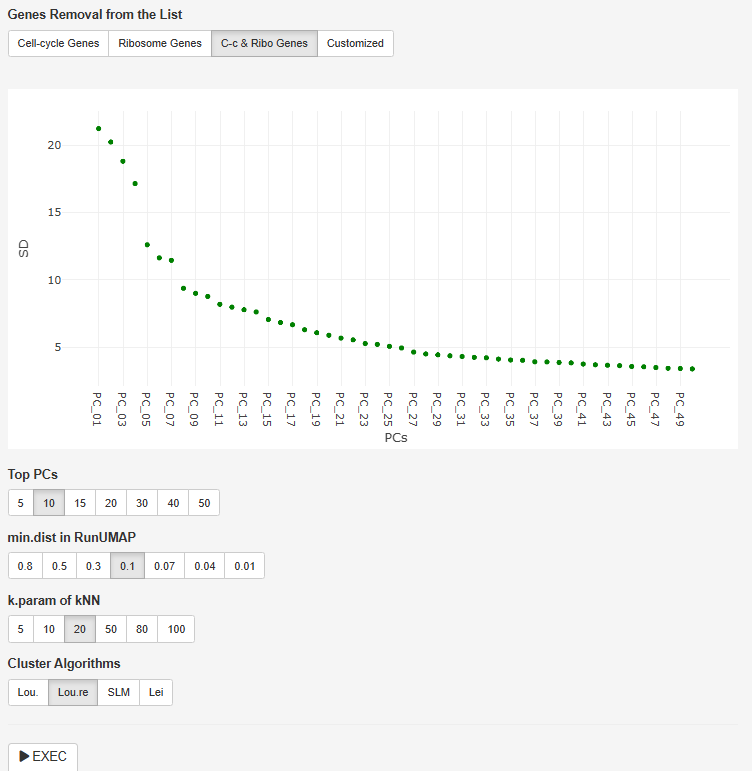 Genes Removal from the List
Cell-cycle Genes Ribosome Genes C-c & Ribo Genes Customized
20
15
10
5
SD
PC_01 PC_03 PC_05 PC_07 PC_09 PC_11 PC_13 PC_15 PC_17 PC_19 PC_21 PC_23 PC_25 PC_27 PC_29 PC_31 PC_33 PC_35 PC_37 PC_39 PC_41 PC_43 PC_45 PC_47 PC_49
PCs
Top PCs
5 10 15 20 30 40 50
min.dist in RunUMAP
0.8 0.5 0.3 0.1 0.07 0.04 0.01
k.param of kNN
5 10 20 50 80 100
Cluster Algorithms
Lou. Lou.re SLM Lei
EXEC